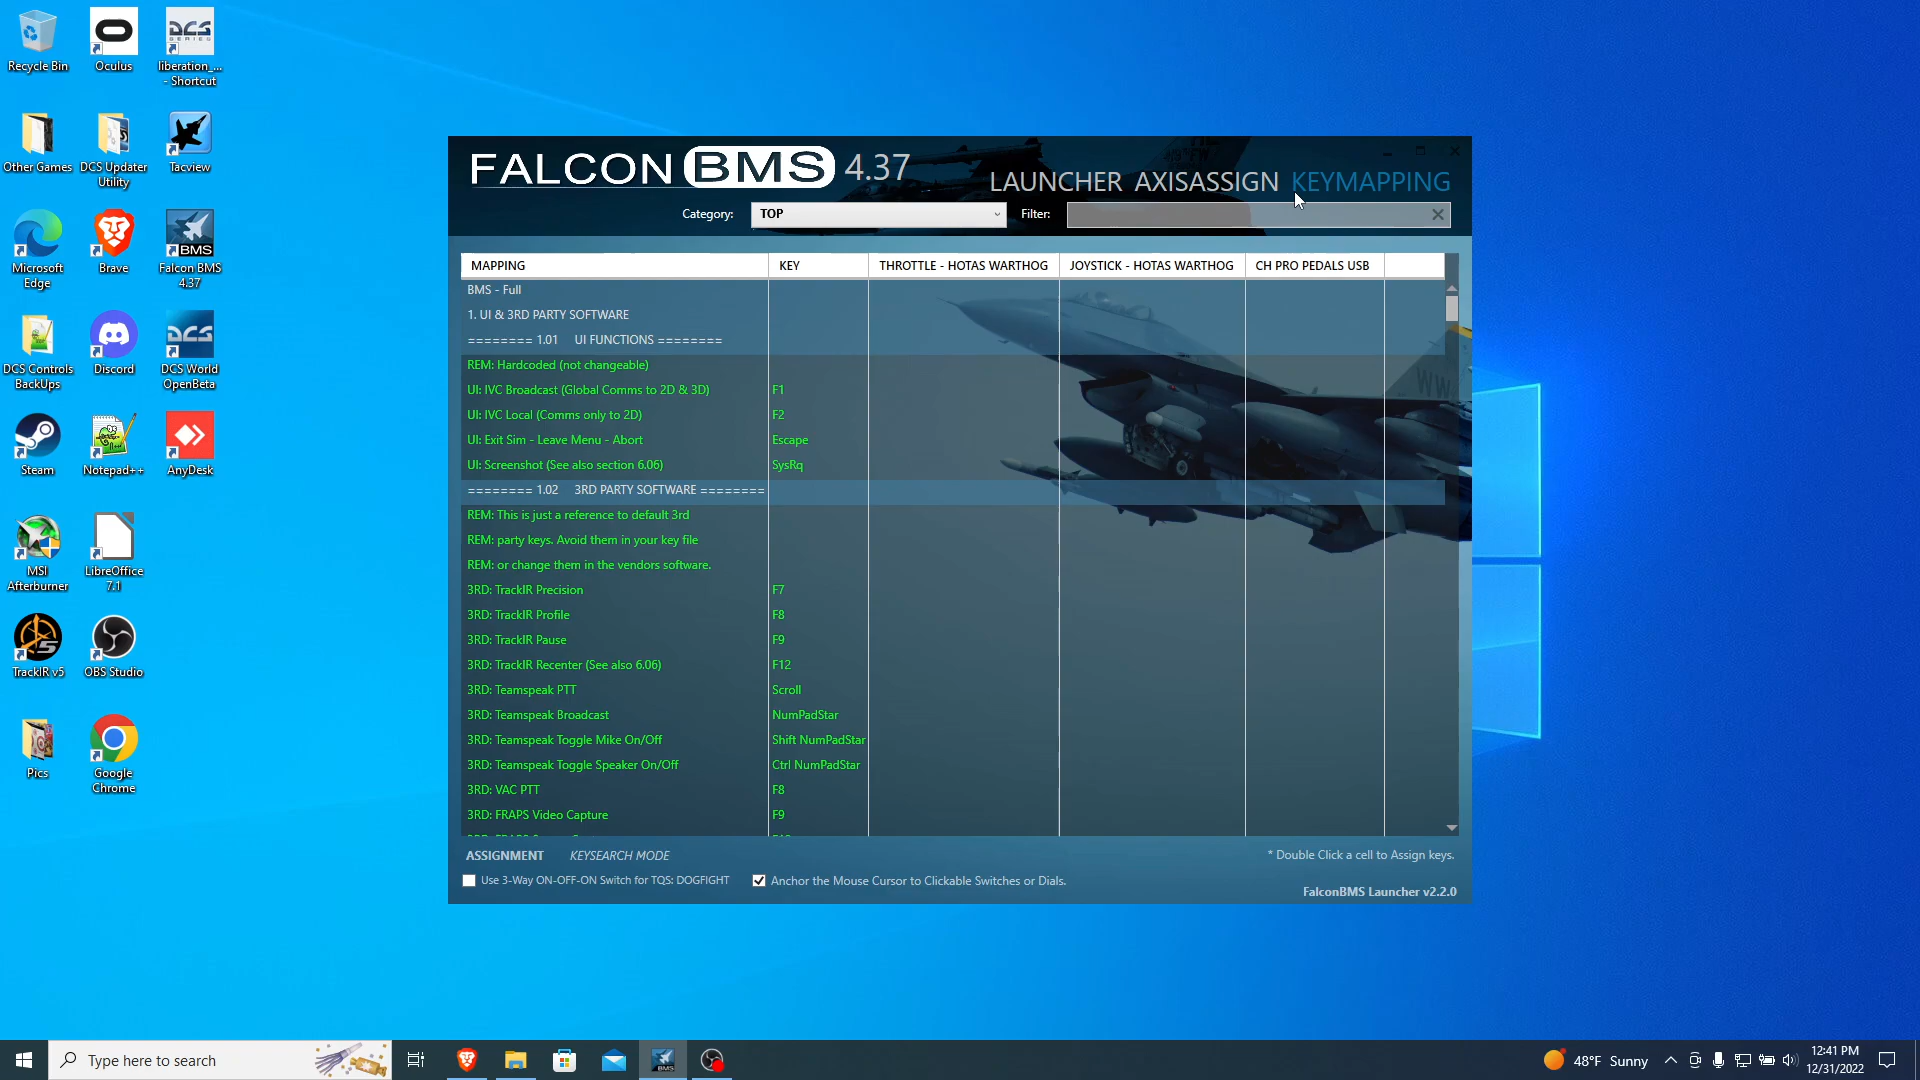 Recycle Bin
Oculus
liberation_...
- Shortcut
Other Games
DCS Updater
Utility
Tacview
Microsoft
Edge
Brave
Falcon BMS
4.37
DCS Controls
BackUps
Discord
DCS World
OpenBeta
Steam
Notepad++
AnyDesk
MSI
Afterburner
LibreOffice
7.1
TrackIR v5
OBS Studio
Pics
Google
Chrome
FALCON BMS 4.37
LAUNCHER AXISASSIGN KEYMAPPING
Category: TOP Filter:
MAPPING KEY THROTTLE - HOTAS WARTHOG JOYSTICK - HOTAS WARTHOG CH PRO PEDALS USB
BMS - Full
1. UI & 3RD PARTY SOFTWARE
======== 1.01 UI FUNCTIONS ========
REM: Hardcoded (not changeable)
UI: IVC Broadcast (Global Comms to 2D & 3D) F1
UI: IVC Local (Comms only to 2D) F2
UI: Exit Sim - Leave Menu - Abort Escape
UI: Screenshot (See also section 6.06) SysRq
======== 1.02 3RD PARTY SOFTWARE ========
REM: This is just a reference to default 3rd
REM: party keys. Avoid them in your key file
REM: or change them in the vendors software.
3RD: TrackIR Precision F7
3RD: TrackIR Profile F8
3RD: TrackIR Pause F9
3RD: TrackIR Recenter (See also 6.06) F12
3RD: Teamspeak PTT Scroll
3RD: Teamspeak Broadcast NumPadStar
3RD: Teamspeak Toggle Mike On/Off Shift NumPadStar
3RD: Teamspeak Toggle Speaker On/Off Ctrl NumPadStar
3RD: VAC PTT F8
3RD: FRAPS Video Capture F9
ASSIGNMENT KEYSEARCH MODE * Double Click a cell to Assign keys.
Use 3-Way ON-OFF-ON Switch for TQS: DOGFIGHT Anchor the Mouse Cursor to Clickable Switches or Dials.
FalconBMS Launcher v2.2.0
Type here to search
48°F Sunny
12:41 PM
12/31/2022